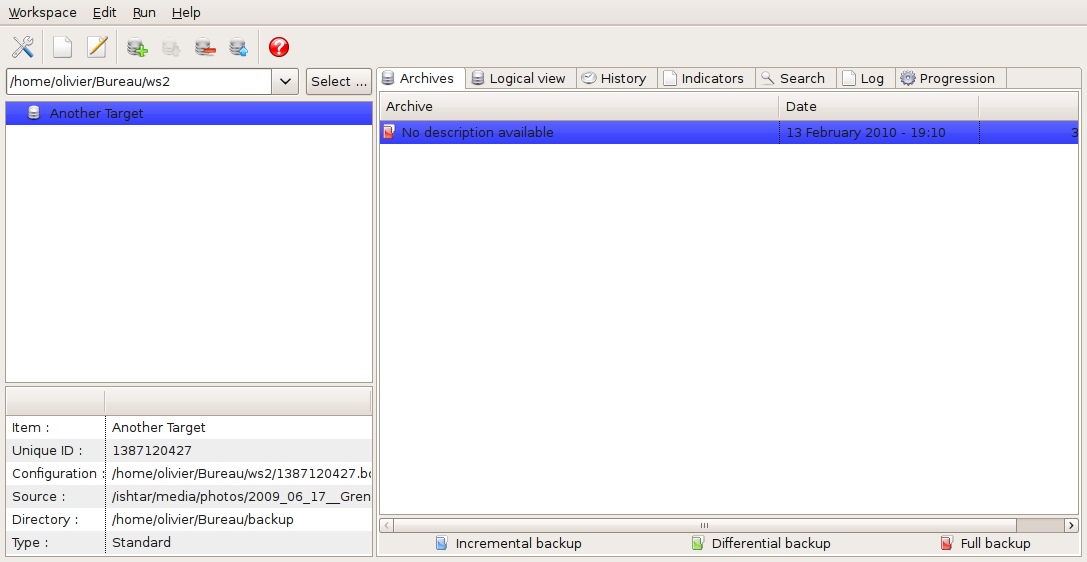 Workspace Edit Run Help
/home/olivier/Bureau/ws2 Select ...
Another Target
Item : Another Target
Unique ID : 1387120427
Configuration : /home/olivier/Bureau/ws2/1387120427.bc
Source : /ishtar/media/photos/2009_06_17__Gren
Directory : /home/olivier/Bureau/backup
Type : Standard
Archives Logical view History Indicators Search Log Progression
Archive Date
No description available 13 February 2010 - 19:10 3
Incremental backup Differential backup Full backup